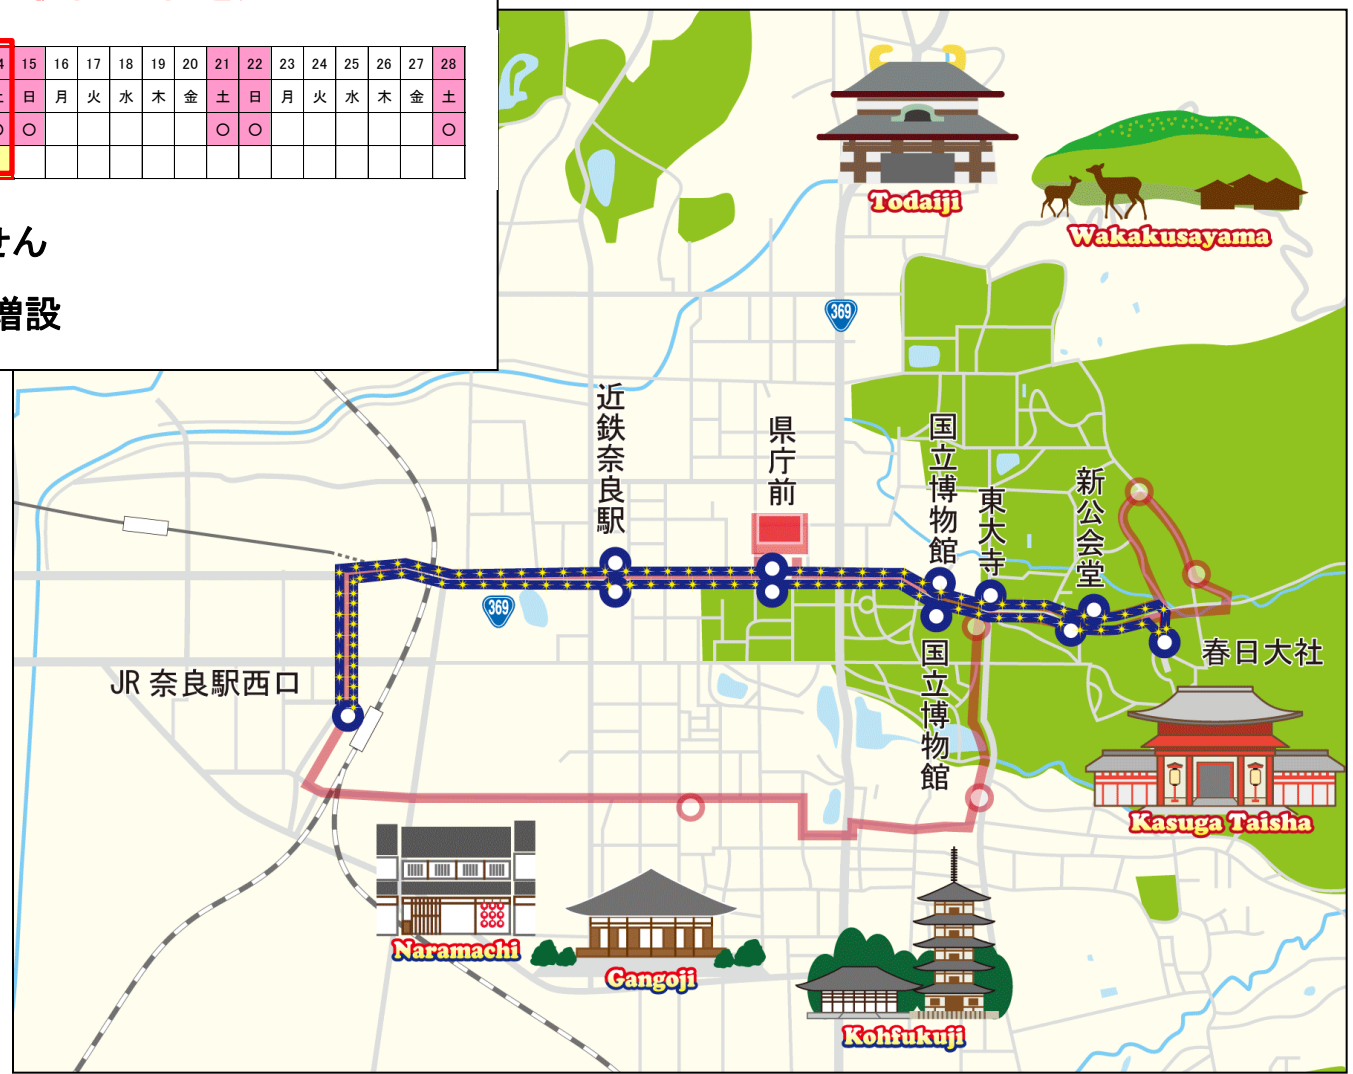 15 16 17 18 19 20 21 22 23 24 25 26 27 28
日 月 火 水 木 金 土 日 月 火 水 木 金 土
○ ○ ○ ○
せん
増設
Todaiji
Wakakusayama
369
近鉄奈良駅
県庁前
国立博物館
東大寺
新公会堂
369
春日大社
国立博物館
JR 奈良駅西口
Kasuga Taisha
Naramachi
Gangoji
Kohfukuji